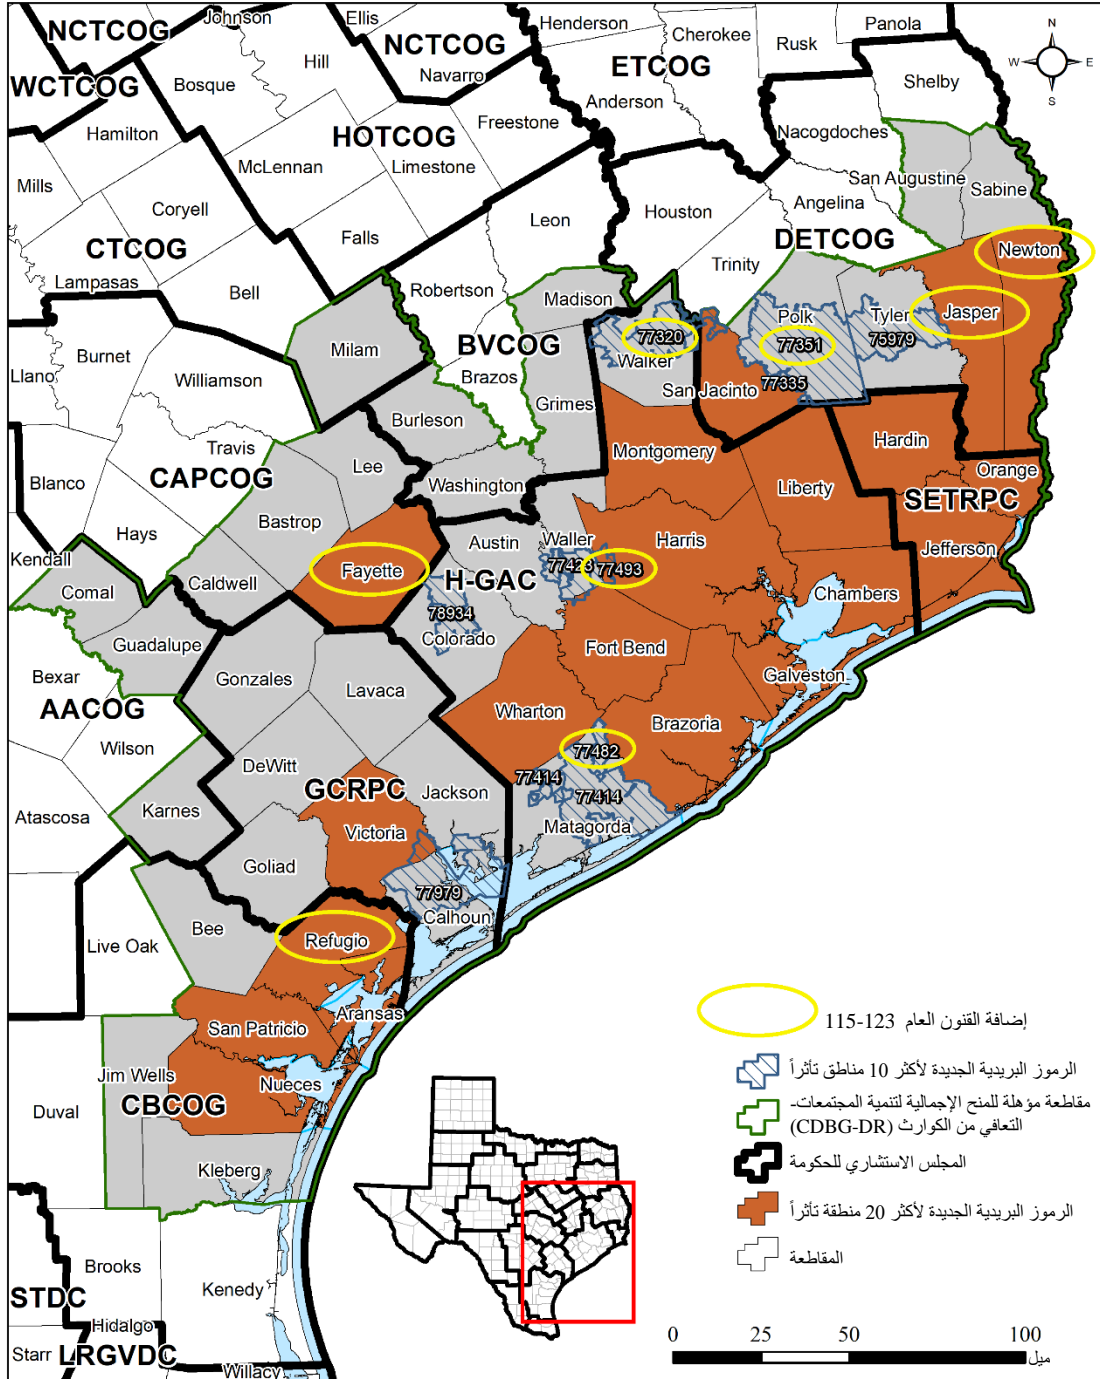 NCTCOG
Johnson
Ellis
NCTCOG
Henderson
Cherokee
Panola
Rusk
N
W
E
S
WCTCOG
Bosque
Hill
Navarro
ETCOG
Anderson
Shelby
Hamilton
HOTCOG
Freestone
Nacogdoches
McLennan
Limestone
San Augustine
Sabine
Mills
Coryell
Leon
Houston
Angelina
CTCOG
Falls
DETCOG
Newton
Lampasas
Bell
Robertson
Madison
Trinity
Jasper
Burnet
Milam
BVCOG
77320
Polk
77351
Tyler
75979
Llano
Williamson
Brazos
Walker
San Jacinto
77335
Burleson
Grimes
Travis
Montgomery
Hardin
Blanco
CAPCOG
Lee
Washington
Liberty
Orange
Hays
Bastrop
SETRPC
Kendall
Austin
Waller
Harris
Jefferson
Comal
Caldwell
Fayette
H-GAC
77423
77493
Chambers
78934
Colorado
Guadalupe
Fort Bend
Bexar
Gonzales
Lavaca
Galveston
AACOG
Wharton
Brazoria
Wilson
77482
DeWitt
GCRPC
Jackson
77414
77414
Atascosa
Karnes
Victoria
Matagorda
Goliad
77979
Calhoun
Bee
Live Oak
Refugio
Aransas
San Patricio
Jim Wells
Nueces
Duval
CBCOG
Kleberg
Brooks
Kenedy
STDC
Hidalgo
Starr
LRGVDC
Willacy
إضافة القنون العام 123-115
الرموز البريدية الجديدة لأكثر 10 مناطق تأثراً
مقاطعة مؤهلة للمنح الإجمالية لتنمية المجتمعات-
التعافي من الكوارث (CDBG-DR)
المجلس الاستشاري للحكومة
الرموز البريدية الجديدة لأكثر 20 منطقة تأثراً
المقاطعة
0 25 50 100
ميل